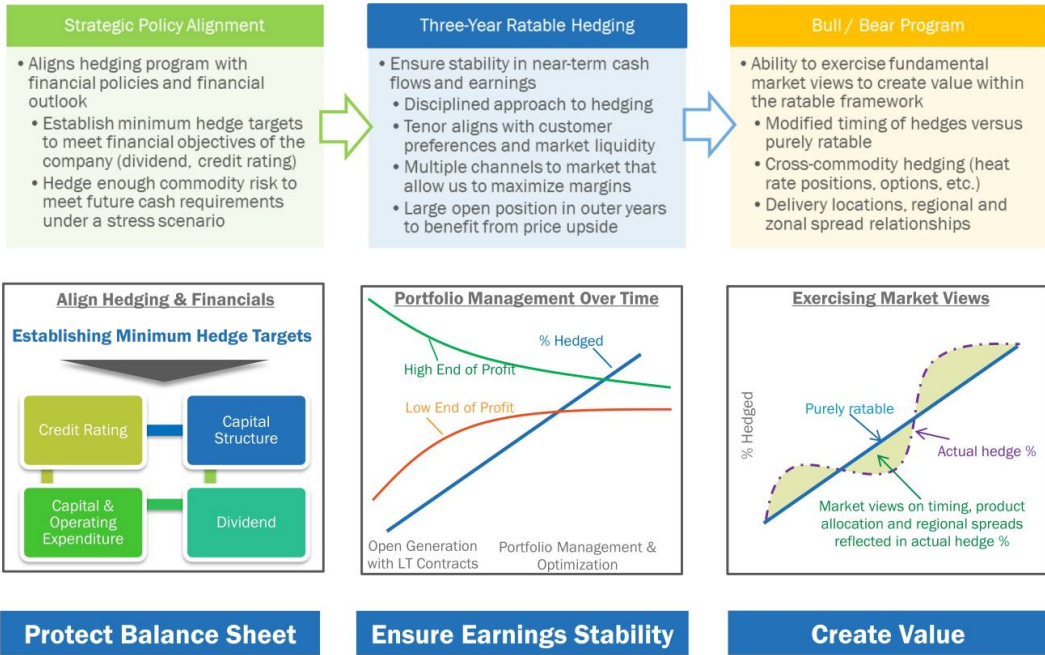 Strategic Policy Alignment
• Aligns hedging program with
financial policies and financial
outlook
• Establish minimum hedge targets
to meet financial objectives of the
company (dividend, credit rating)
• Hedge enough commodity risk to
meet future cash requirements
under a stress scenario
Three-Year Ratable Hedging
• Ensure stability in near-term cash
flows and earnings
• Disciplined approach to hedging
• Tenor aligns with customer
preferences and market liquidity
• Multiple channels to market that
allow us to maximize margins
• Large open position in outer years
to benefit from price upside
Bull / Bear Program
• Ability to exercise fundamental
market views to create value within
the ratable framework
• Modified timing of hedges versus
purely ratable
• Cross-commodity hedging (heat
rate positions, options, etc.)
• Delivery locations, regional and
zonal spread relationships
Align Hedging & Financials
Establishing Minimum Hedge Targets
Credit Rating
Capital
Structure
Capital &
Operating
Expenditure
Dividend
Portfolio Management Over Time
% Hedged
High End of Profit
Low End of Profit
Open Generation
with LT Contracts
Portfolio Management &
Optimization
Exercising Market Views
% Hedged
Purely ratable
Actual hedge %
Market views on timing, product
allocation and regional spreads
reflected in actual hedge %
Protect Balance Sheet
Ensure Earnings Stability
Create Value